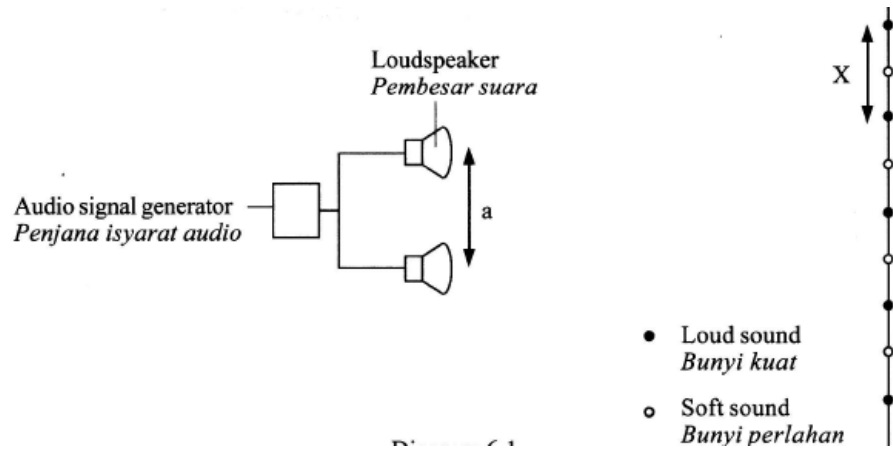 Loudspeaker
Pembesar suara
X
Audio signal generator
Penjana isyarat audio
a
Loud sound
Bunyi kuat
Soft sound
Bunyi perlahan